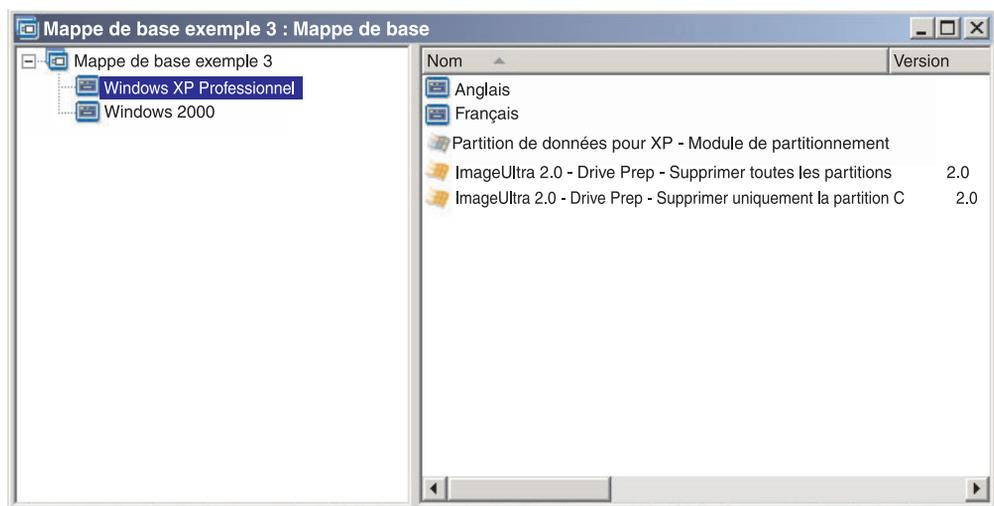 Mappe de base exemple 3 : Mappe de base
Mappe de base exemple 3
Windows XP Professionnel
Windows 2000
Nom Version
Anglais
Français
Partition de données pour XP - Module de partitionnement
ImageUltra 2.0 - Drive Prep - Supprimer toutes les partitions 2.0
ImageUltra 2.0 - Drive Prep - Supprimer uniquement la partition C 2.0